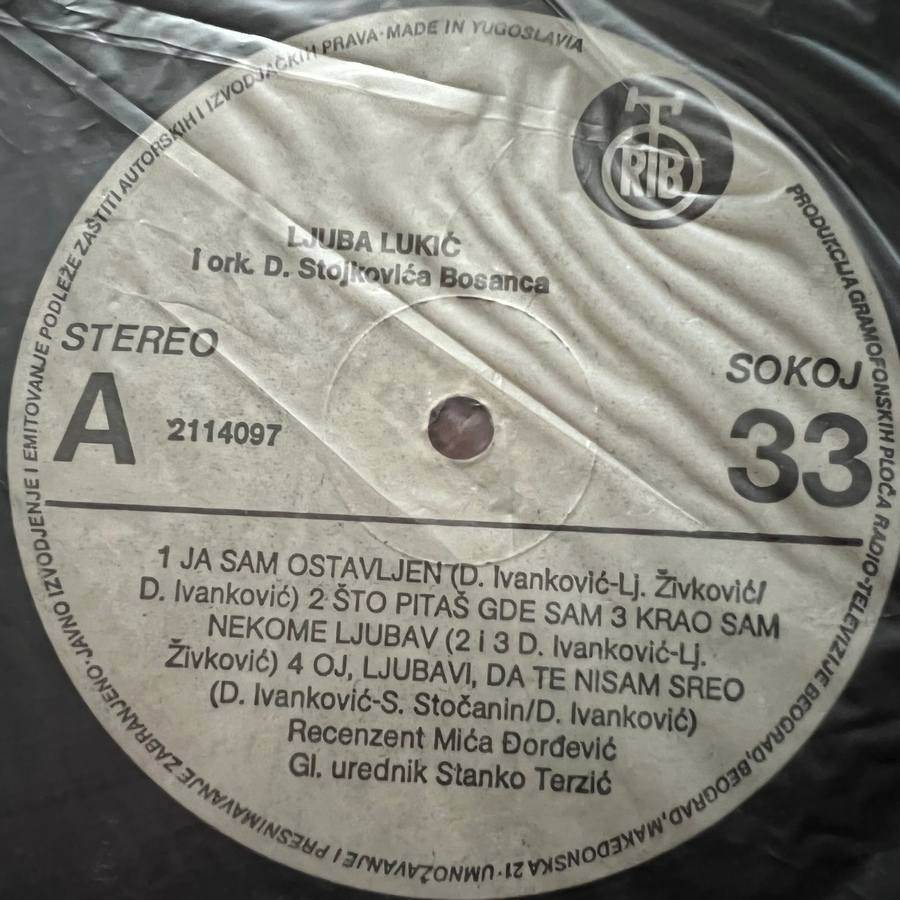 PRODUKCIJA GRAMOFONSKIH PLOČA RADIO-TELEVIZIJE BEOGRAD, BEOGRAD, MAKEDONSKA 21 · UMNOŽAVANJE I PRESNIMAVANJE ZABRANJENO · JAVNO IZVODJENJE I EMITOVANJE PODLEŽE ZAŠTITI AUTORSKIH I IZVODJAČKIH PRAVA · MADE IN YUGOSLAVIA
RTB
LJUBA LUKIĆ
I ork. D. Stojkovića Bosanca
STEREO
SOKOJ
A
2114097
33
1 JA SAM OSTAVLJEN (D. Ivanković-Lj. Živković/
D. Ivanković) 2 ŠTO PITAŠ GDE SAM 3 KRAO SAM
NEKOME LJUBAV (2 i 3 D. Ivanković-Lj.
Živković) 4 OJ, LJUBAVI, DA TE NISAM SREO
(D. Ivanković-S. Stočanin/D. Ivanković)
Recenzent Mića Đorđević
Gl. urednik Stanko Terzić